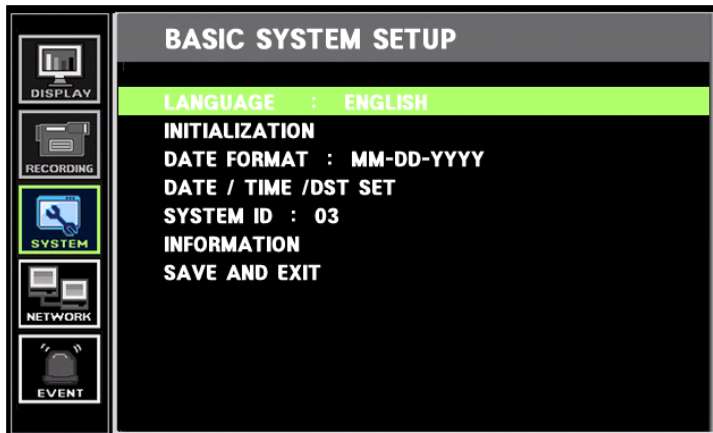 BASIC SYSTEM SETUP
DISPLAY
RECORDING
SYSTEM
NETWORK
EVENT
LANGUAGE : ENGLISH
INITIALIZATION
DATE FORMAT : MM-DD-YYYY
DATE / TIME /DST SET
SYSTEM ID : 03
INFORMATION
SAVE AND EXIT